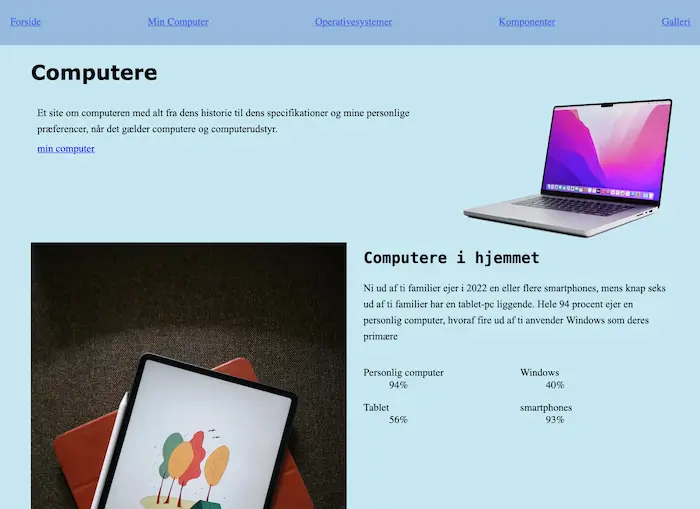 Forside Min Computer Operativesystemer Komponenter Galleri
Computere
Et site om computeren med alt fra dens historie til dens specifikationer og mine personlige
præferencer, når det gælder computere og computerudstyr.
min computer
Computere i hjemmet
Ni ud af ti familier ejer i 2022 en eller flere smartphones, mens knap seks
ud af ti familier har en tablet-pc liggende. Hele 94 procent ejer en
personlig computer, hvoraf fire ud af ti anvender Windows som deres
primære
Personlig computer Windows
94% 40%
Tablet smartphones
56% 93%